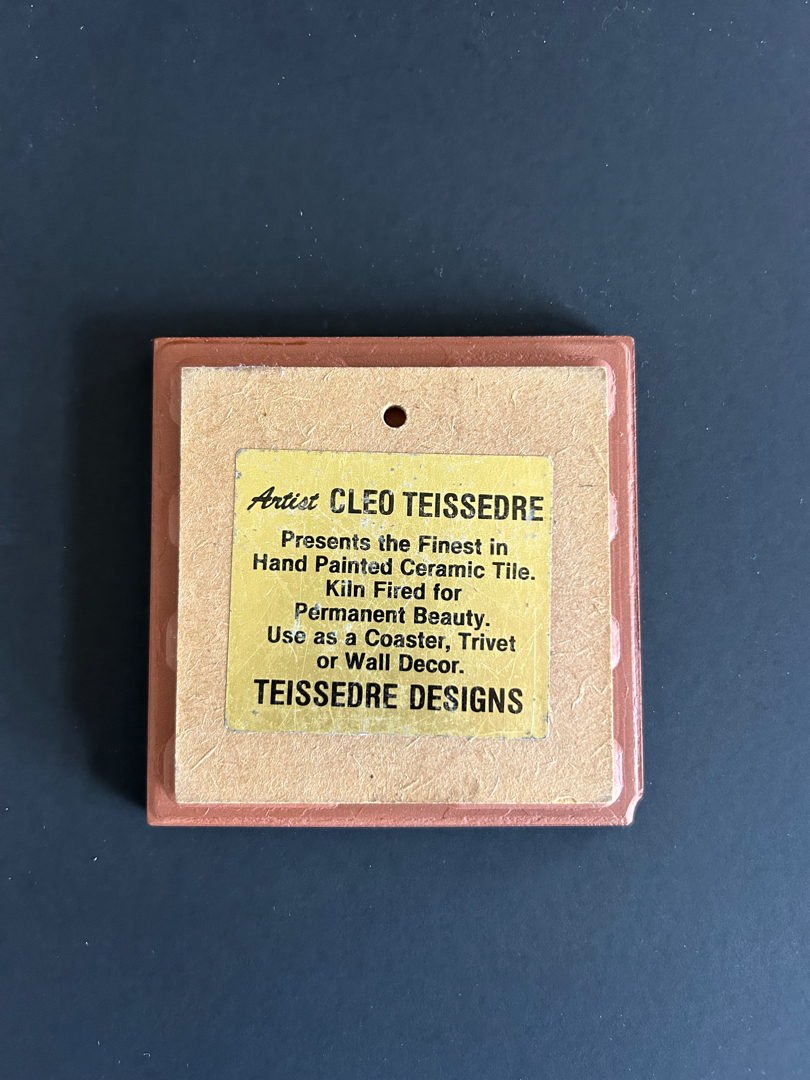 Artist CLEO TEISSEDRE
Presents the Finest in
Hand Painted Ceramic Tile.
Kiln Fired for
Permanent Beauty.
Use as a Coaster, Trivet
or Wall Decor.
TEISSEDRE DESIGNS